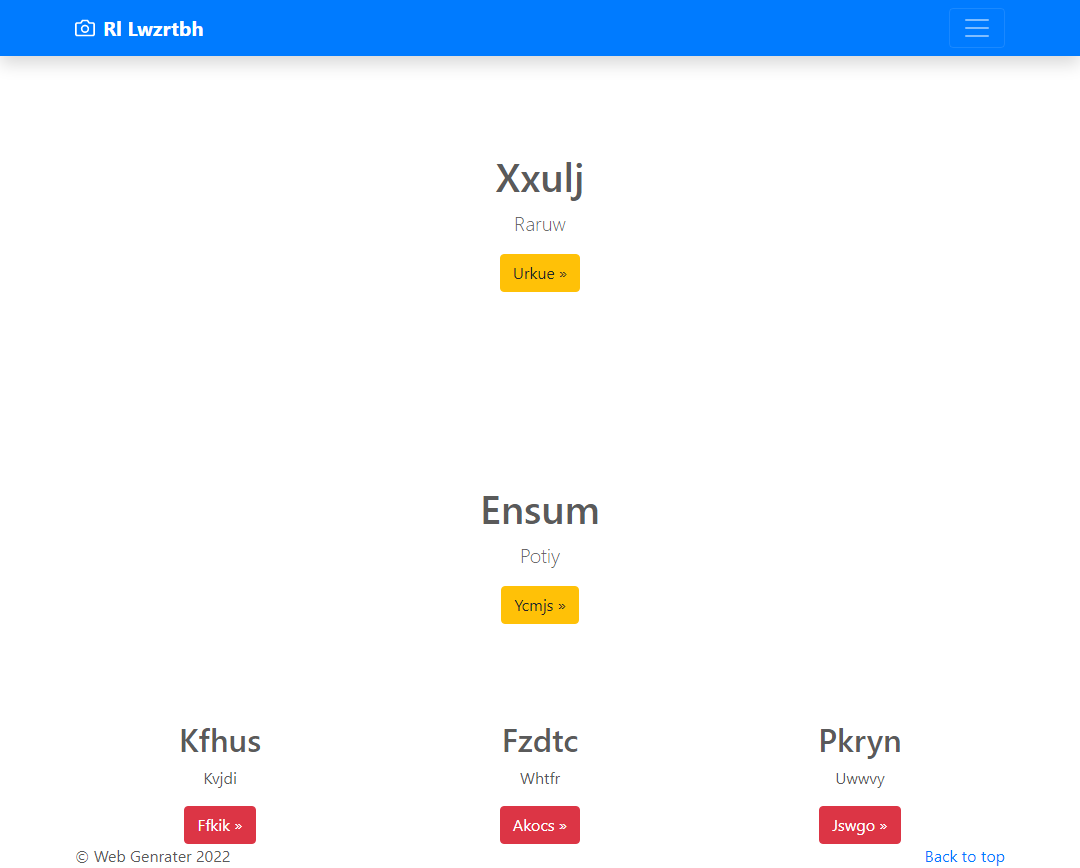 Rl Lwzrtbh
Xxulj
Raruw
Urkue »
Ensum
Potiy
Ycmjs »
Kfhus
Kvjdi
Ffkik »
Fzdtc
Whtfr
Akocs »
Pkryn
Uwwvy
Jswgo »
© Web Genrater 2022
Back to top